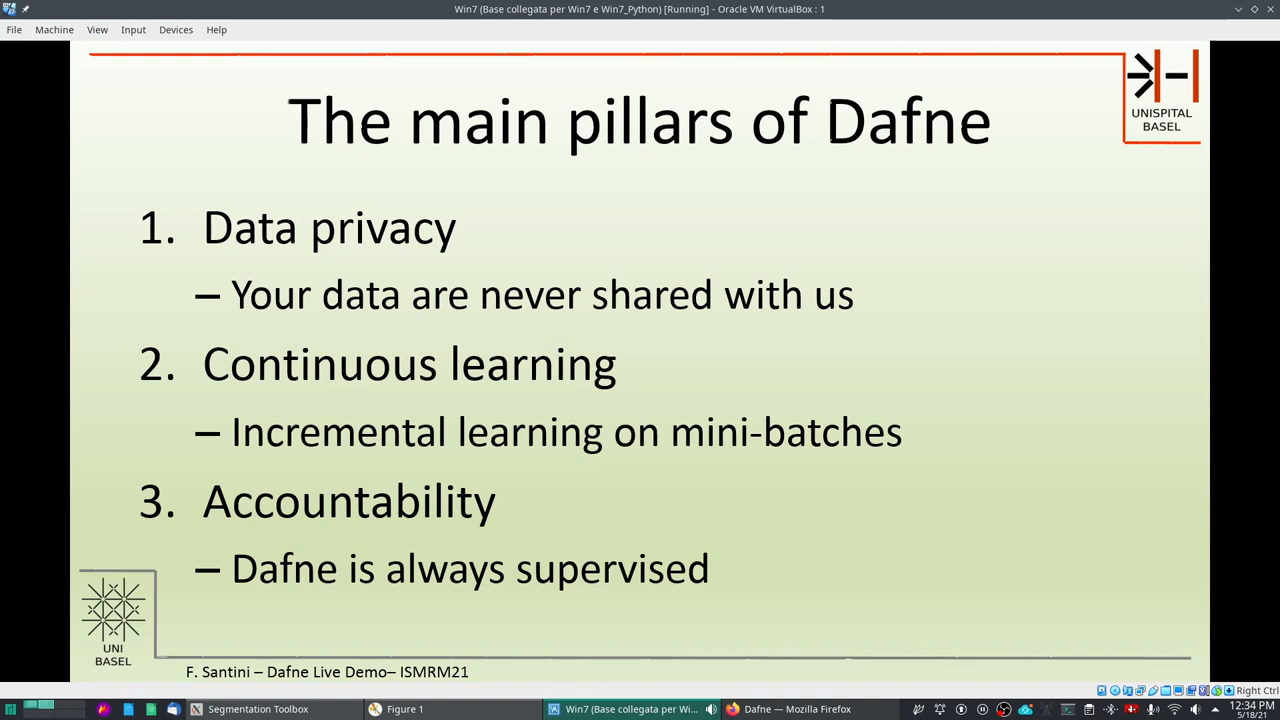 Win7 (Base collegata per Win7 e Win7_Python) [Running] - Oracle VM VirtualBox : 1
File Machine View Input Devices Help
UNISPITAL
BASEL
The main pillars of Dafne
1. Data privacy
– Your data are never shared with us
2. Continuous learning
– Incremental learning on mini-batches
3. Accountability
– Dafne is always supervised
UNI
BASEL
F. Santini – Dafne Live Demo– ISMRM21
Right Ctrl
Segmentation Toolbox
Figure 1
Win7 (Base collegata per Win7 e Wi...
Dafne — Mozilla Firefox
12:34 PM
5/18/21